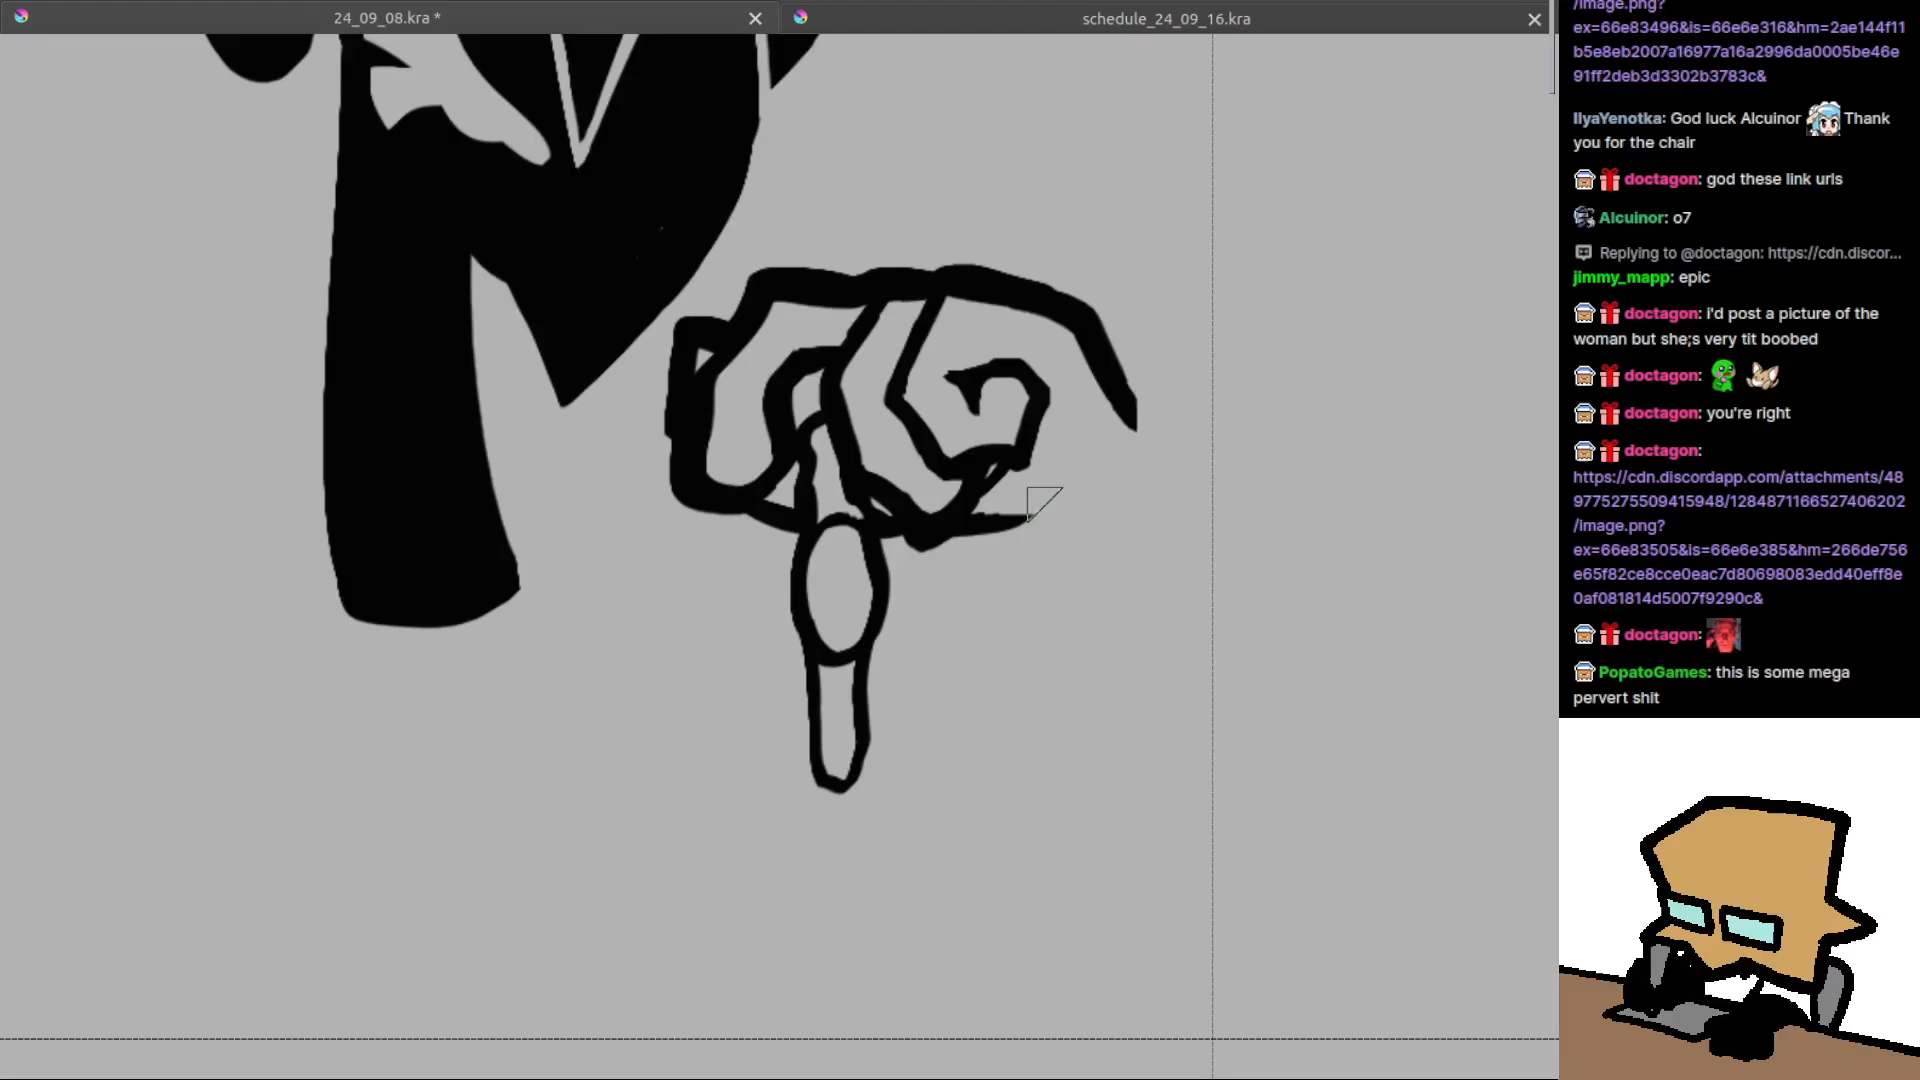 24_09_08.kra *
schedule_24_09_16.kra
/image.png?
ex=66e83496&is=66e6e316&hm=2ae144f11
b5e8eb2007a16977a16a2996da0005be46e
91ff2deb3d3302b3783c&
IlyaYenotka: God luck Alcuinor Thank
you for the chair
doctagon: god these link urls
Alcuinor: o7
Replying to @doctagon: https://cdn.discor...
jimmy_mapp: epic
doctagon: i'd post a picture of the
woman but she;s very tit boobed
doctagon:
doctagon: you're right
doctagon:
https://cdn.discordapp.com/attachments/48
9775275509415948/1284871166527406202
/image.png?
ex=66e83505&is=66e6e385&hm=266de756
e65f82ce8cce0eac7d80698083edd40eff8e
0af081814d5007f9290c&
doctagon:
PopatoGames: this is some mega
pervert shit